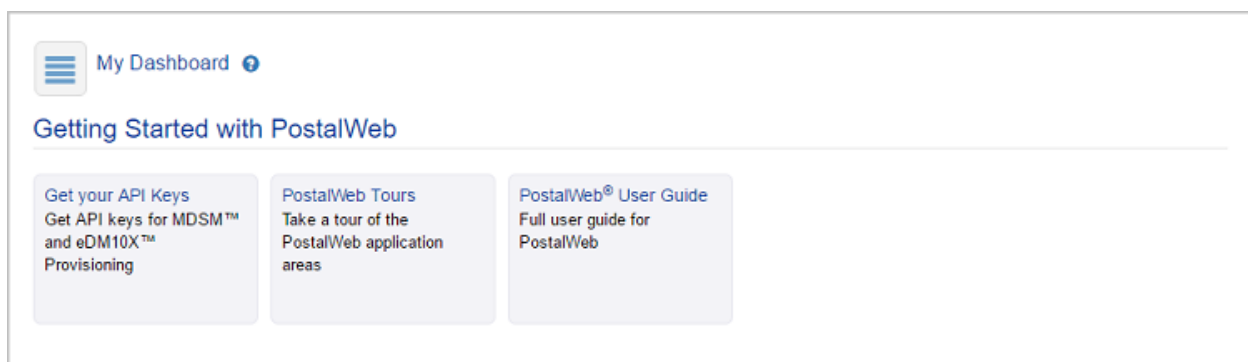 My Dashboard ?
Getting Started with PostalWeb
Get your API Keys
Get API keys for MDSM™
and eDM10X™
Provisioning
PostalWeb Tours
Take a tour of the
PostalWeb application
areas
PostalWeb® User Guide
Full user guide for
PostalWeb